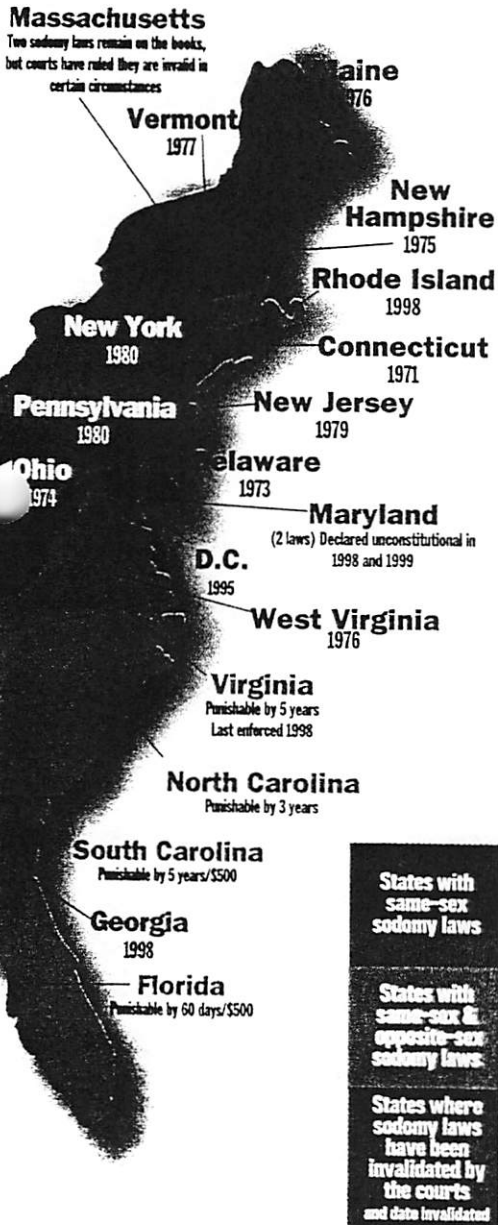 Massachusetts
Two sodomy laws remain on the books,
but courts have ruled they are invalid in
certain circumstances
Maine
1976
Vermont
1977
New
Hampshire
1975
Rhode Island
1998
New York
1980
Connecticut
1971
Pennsylvania
1980
New Jersey
1979
Ohio
1974
elaware
1973
Maryland
(2 laws) Declared unconstitutional in
1998 and 1999
D.C.
1995
West Virginia
1976
Virginia
Punishable by 5 years
Last enforced 1998
North Carolina
Punishable by 3 years
South Carolina
Punishable by 5 years/$500
Georgia
1998
Florida
Punishable by 60 days/$500
States with
same-sex
sodomy laws
States with
same-sex &
opposite-sex
sodomy laws
States where
sodomy laws
have been
invalidated by
the courts
and date invalidated